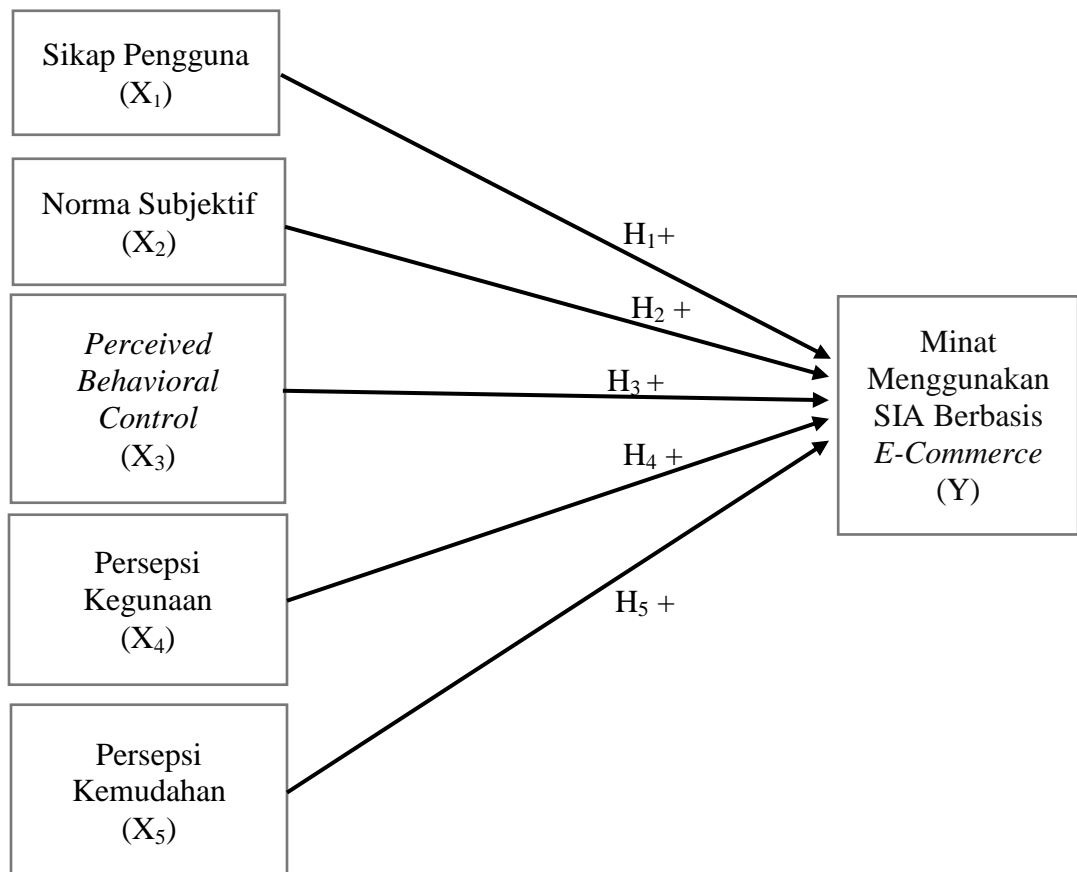 Sikap Pengguna
(X₁)
Norma Subjektif
(X₂)
Perceived
Behavioral
Control
(X₃)
Persepsi
Kegunaan
(X₄)
Persepsi
Kemudahan
(X₅)
H₁+
H₂ +
H₃ +
H₄ +
H₅ +
Minat
Menggunakan
SIA Berbasis
E-Commerce
(Y)